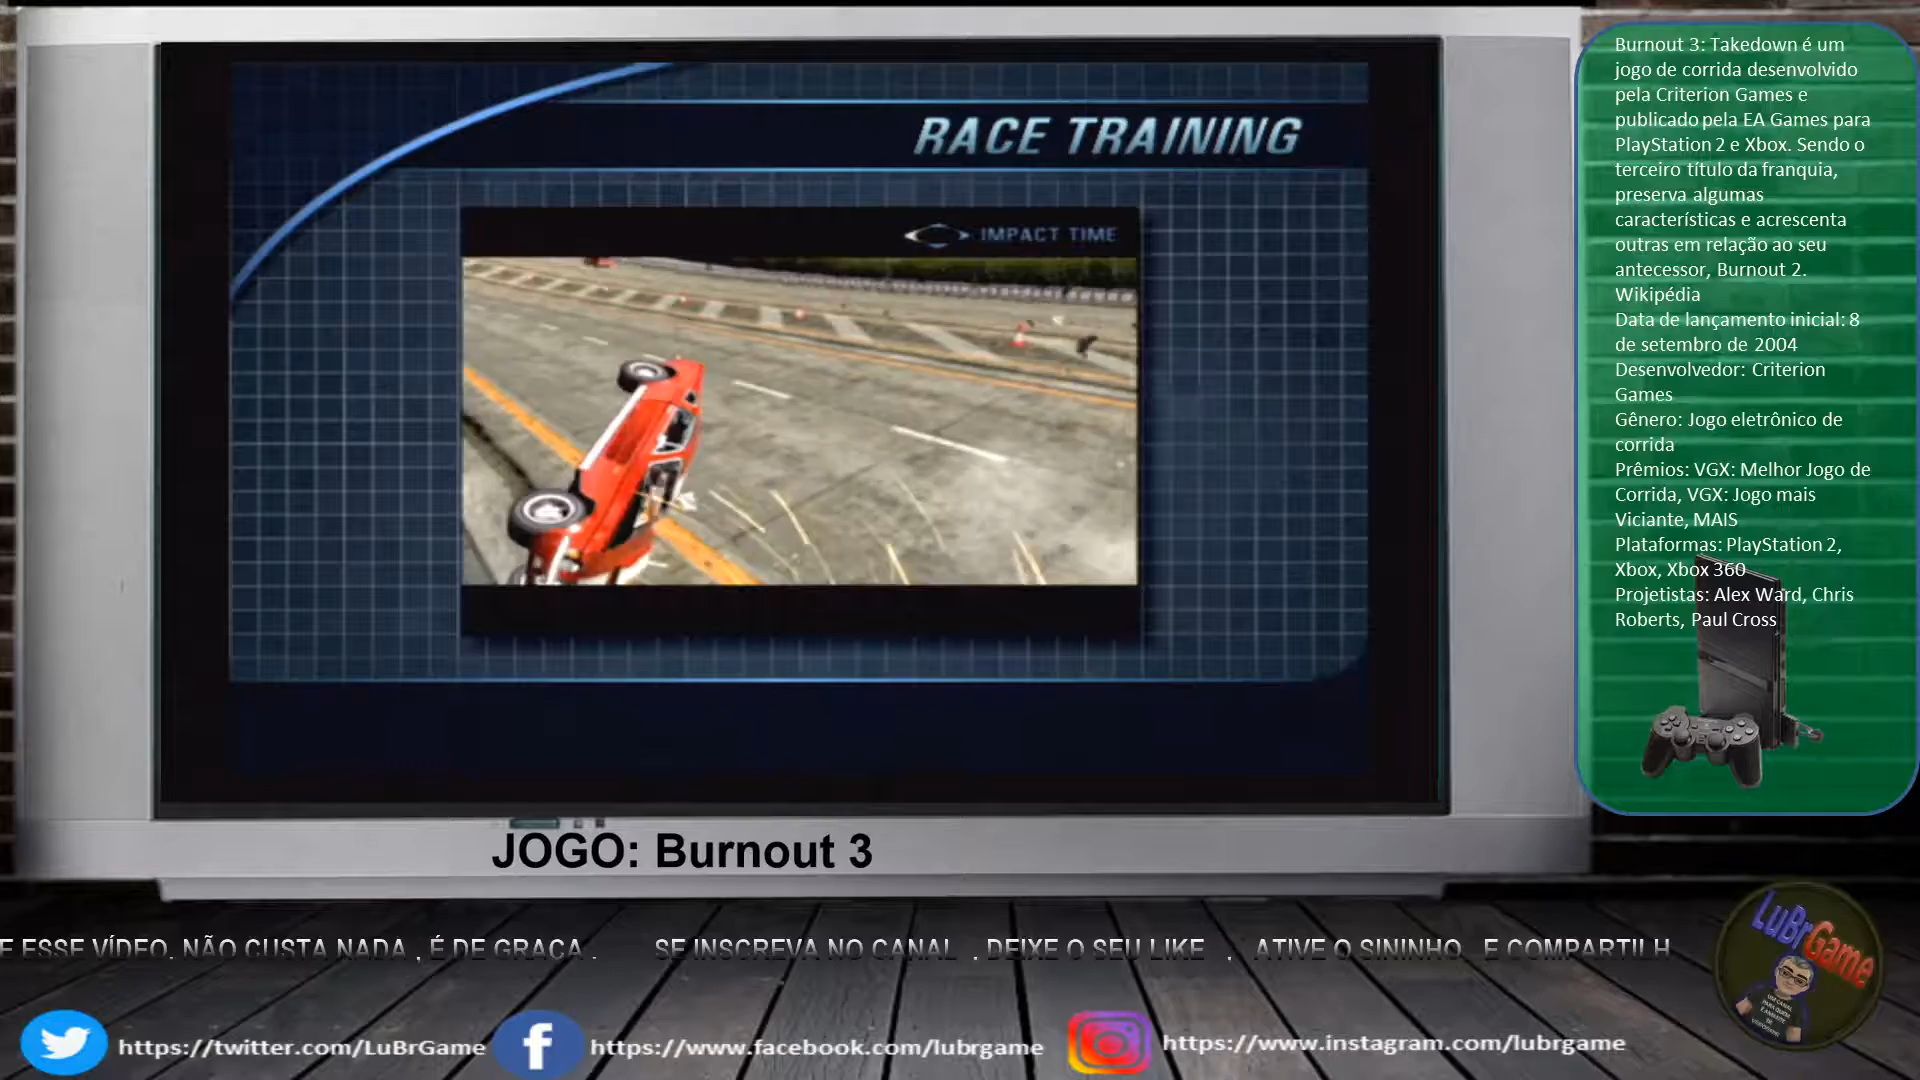 RACE TRAINING
IMPACT TIME
Burnout 3: Takedown é um
jogo de corrida desenvolvido
pela Criterion Games e
publicado pela EA Games para
PlayStation 2 e Xbox. Sendo o
terceiro título da franquia,
preserva algumas
características e acrescenta
outras em relação ao seu
antecessor, Burnout 2.
Wikipédia
Data de lançamento inicial: 8
de setembro de 2004
Desenvolvedor: Criterion
Games
Gênero: Jogo eletrônico de
corrida
Prêmios: VGX: Melhor Jogo de
Corrida, VGX: Jogo mais
Viciante, MAIS
Plataformas: PlayStation 2,
Xbox, Xbox 360
Projetistas: Alex Ward, Chris
Roberts, Paul Cross
JOGO: Burnout 3
E ESSE VÍDEO. NÃO CUSTA NADA , É DE GRAÇA . SE INSCREVA NO CANAL , DEIXE O SEU LIKE , ATIVE O SININHO E COMPARTILH
LuBrGame
https://twitter.com/LuBrGame
https://www.facebook.com/lubrgame
https://www.instagram.com/lubrgame